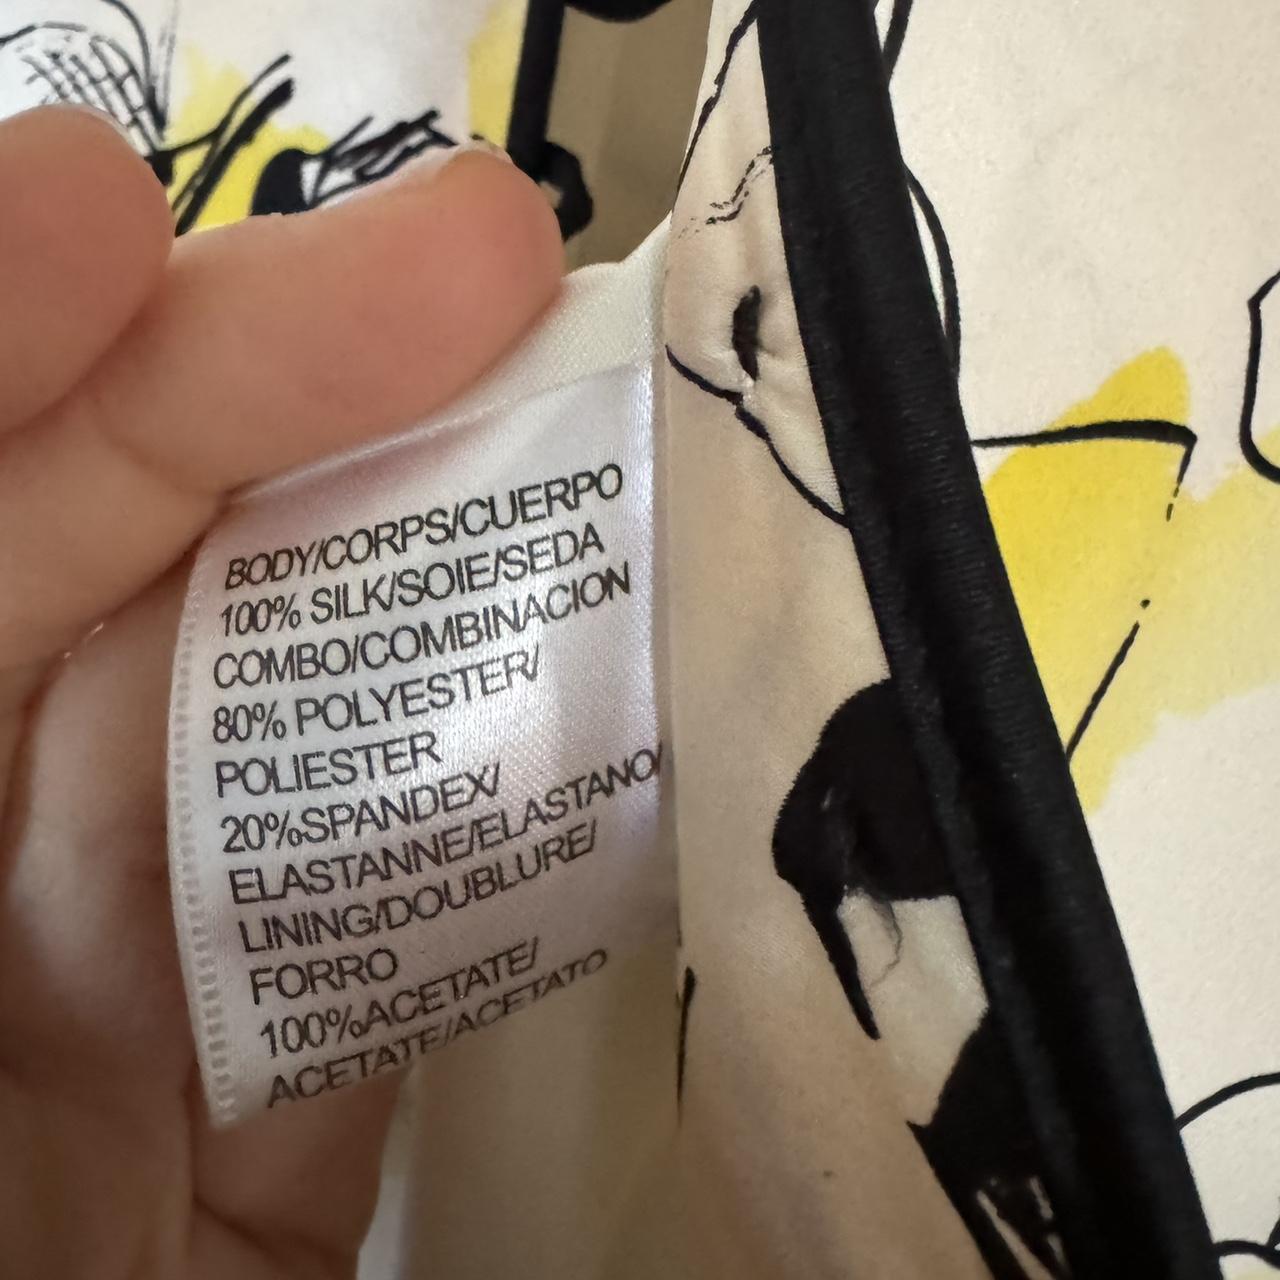 BODY/CORPS/CUERPO
100% SILK/SOIE/SEDA
COMBO/COMBINACION
80% POLYESTER/
POLIESTER
20%SPANDEX/
ELASTANNE/ELASTANO/
LINING/DOUBLURE/
FORRO
100%ACETATE/
ACETATE/ACETATO